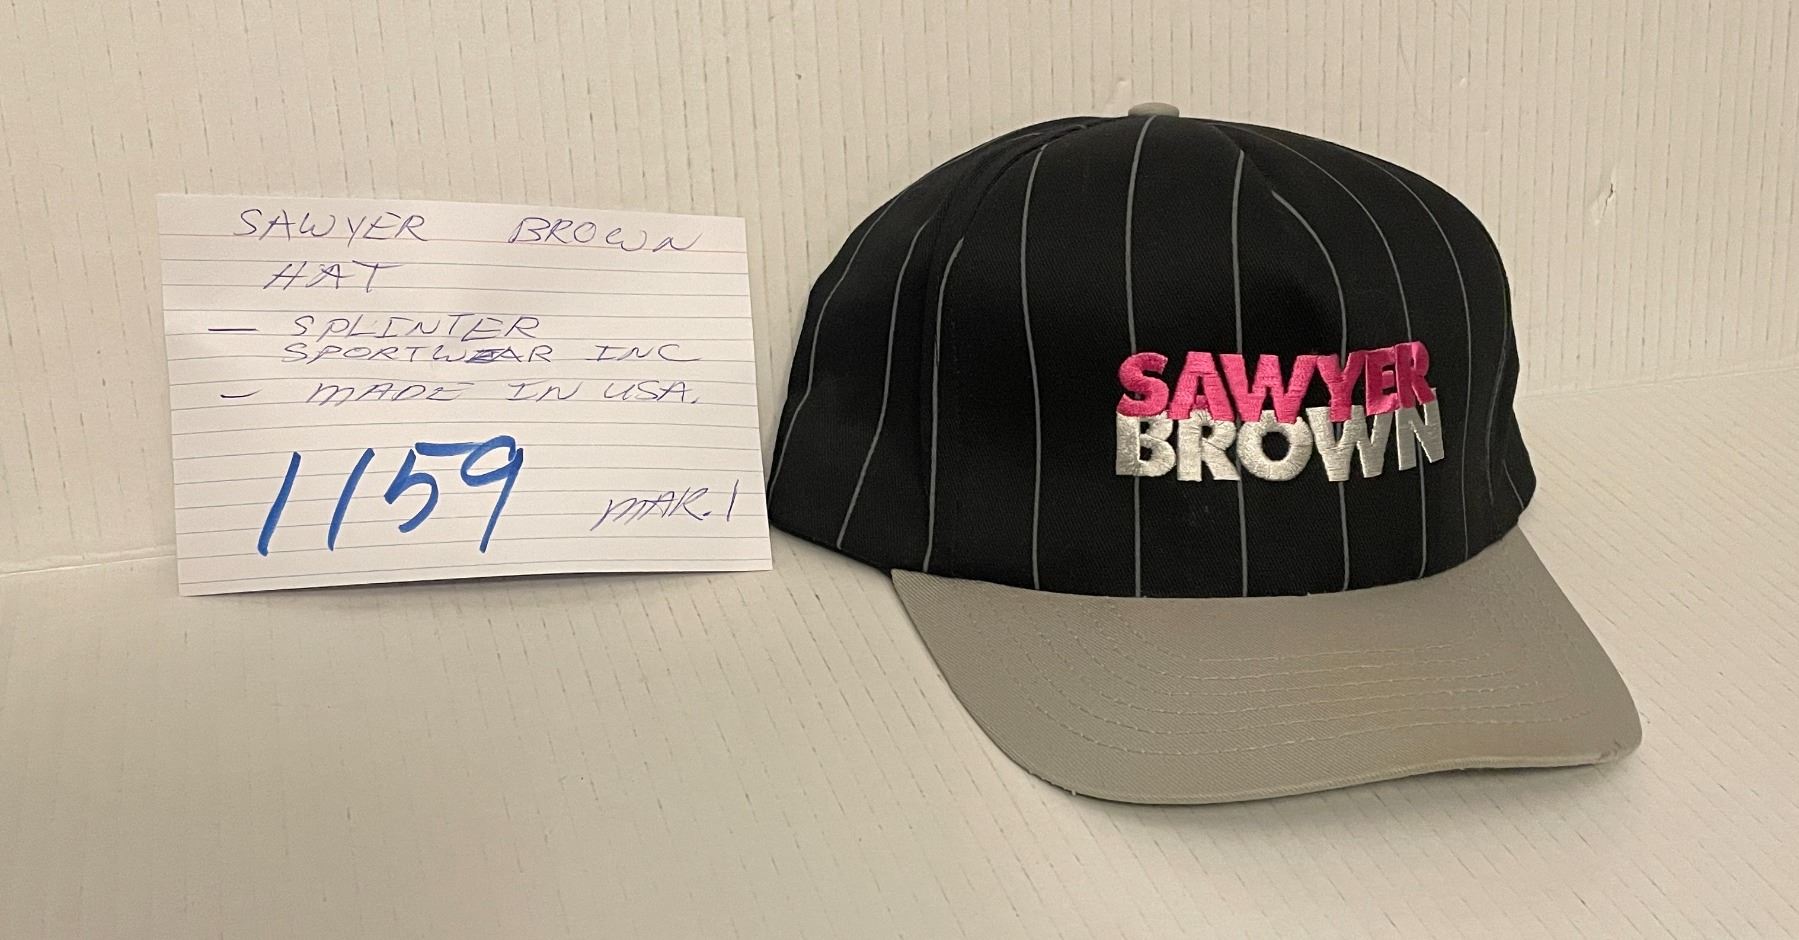 SAWYER BROWN
HAT
— SPLINTER
SPORTWEAR INC
- MADE IN USA.
1159
MAR. 1
SAWYER
BROWN